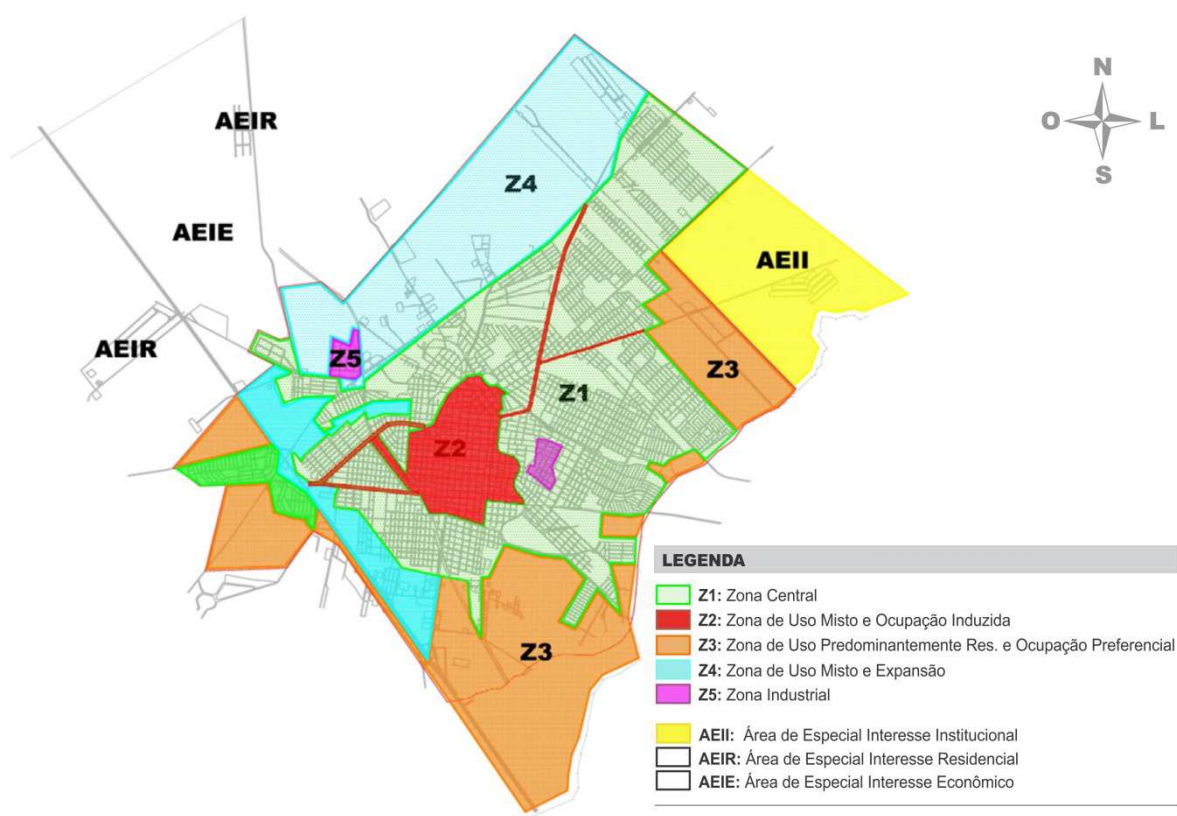 N
O L
S
AEIR
Z4
AEIE
AEII
AEIR
Z5
Z3
Z1
Z2
Z3
LEGENDA
Z1: Zona Central
Z2: Zona de Uso Misto e Ocupação Induzida
Z3: Zona de Uso Predominantemente Res. e Ocupação Preferencial
Z4: Zona de Uso Misto e Expansão
Z5: Zona Industrial
AEII: Área de Especial Interesse Institucional
AEIR: Área de Especial Interesse Residencial
AEIE: Área de Especial Interesse Econômico